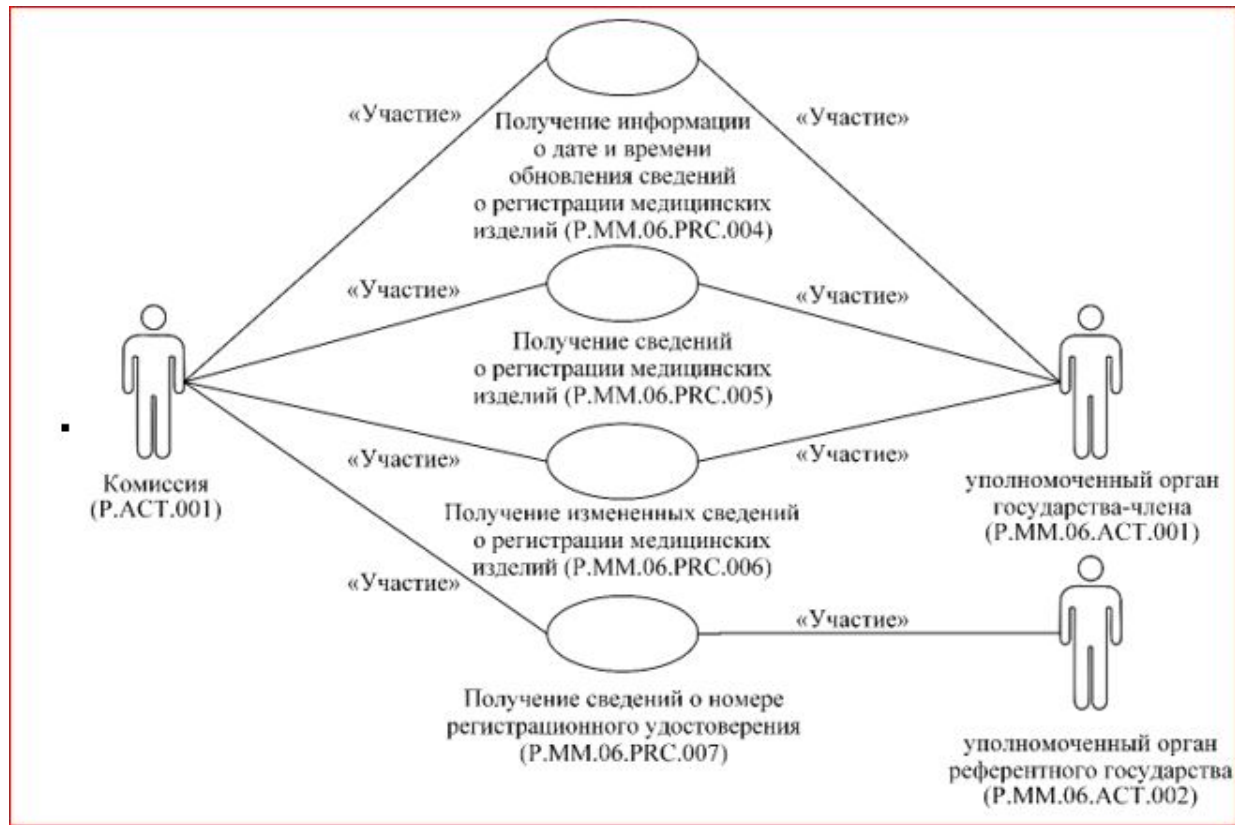 «Участие»
«Участие»
Получение информации
о дате и времени
обновления сведений
о регистрации медицинских
изделий (P.MM.06.PRC.004)
«Участие»
«Участие»
Получение сведений
о регистрации медицинских
изделий (P.MM.06.PRC.005)
«Участие»
«Участие»
Комиссия
(P.ACT.001)
уполномоченный орган
государства-члена
(P.MM.06.ACT.001)
Получение измененных сведений
о регистрации медицинских
изделий (P.MM.06.PRC.006)
«Участие»
«Участие»
Получение сведений о номере
регистрационного удостоверения
(P.MM.06.PRC.007)
уполномоченный орган
референтного государства
(P.MM.06.ACT.002)